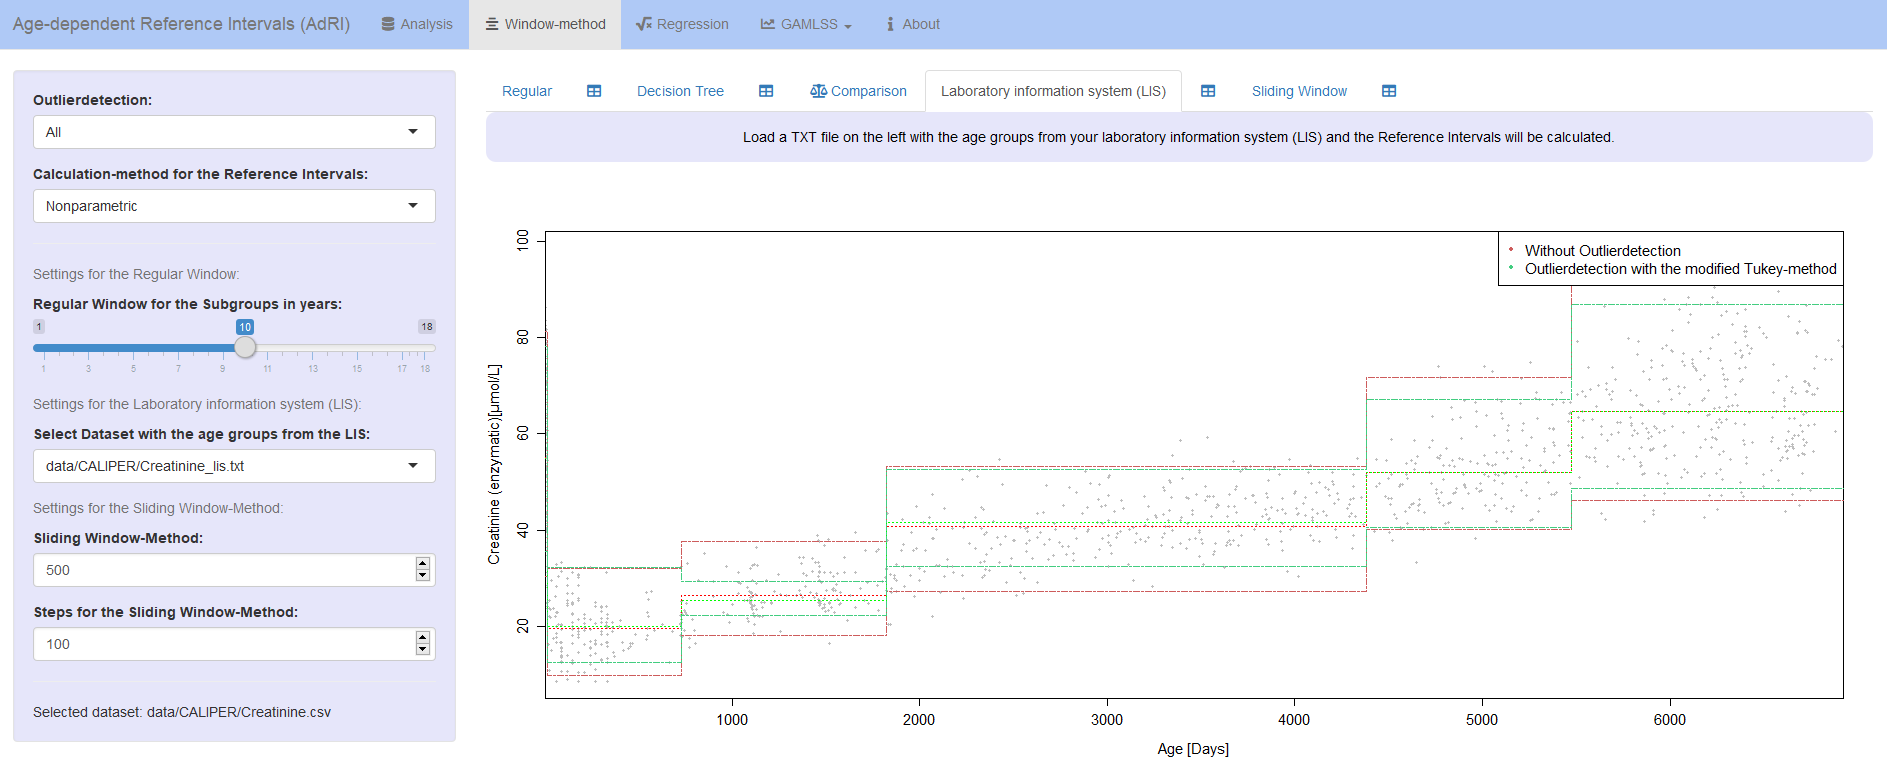 Age-dependent Reference Intervals (AdRI) Analysis Window-method Regression GAMLSS About
Outlierdetection:
All
Calculation-method for the Reference Intervals:
Nonparametric
Settings for the Regular Window:
Regular Window for the Subgroups in years:
1 10 18
1 3 5 7 9 11 13 15 17 18
Settings for the Laboratory information system (LIS):
Select Dataset with the age groups from the LIS:
data/CALIPER/Creatinine_lis.txt
Settings for the Sliding Window-Method:
Sliding Window-Method:
500
Steps for the Sliding Window-Method:
100
Selected dataset: data/CALIPER/Creatinine.csv
Regular Decision Tree Comparison Laboratory information system (LIS) Sliding Window
Load a TXT file on the left with the age groups from your laboratory information system (LIS) and the Reference Intervals will be calculated.
Without Outlierdetection
Outlierdetection with the modified Tukey-method
Creatinine (enzymatic)[µmol/L]
100
80
60
40
20
1000 2000 3000 4000 5000 6000
Age [Days]